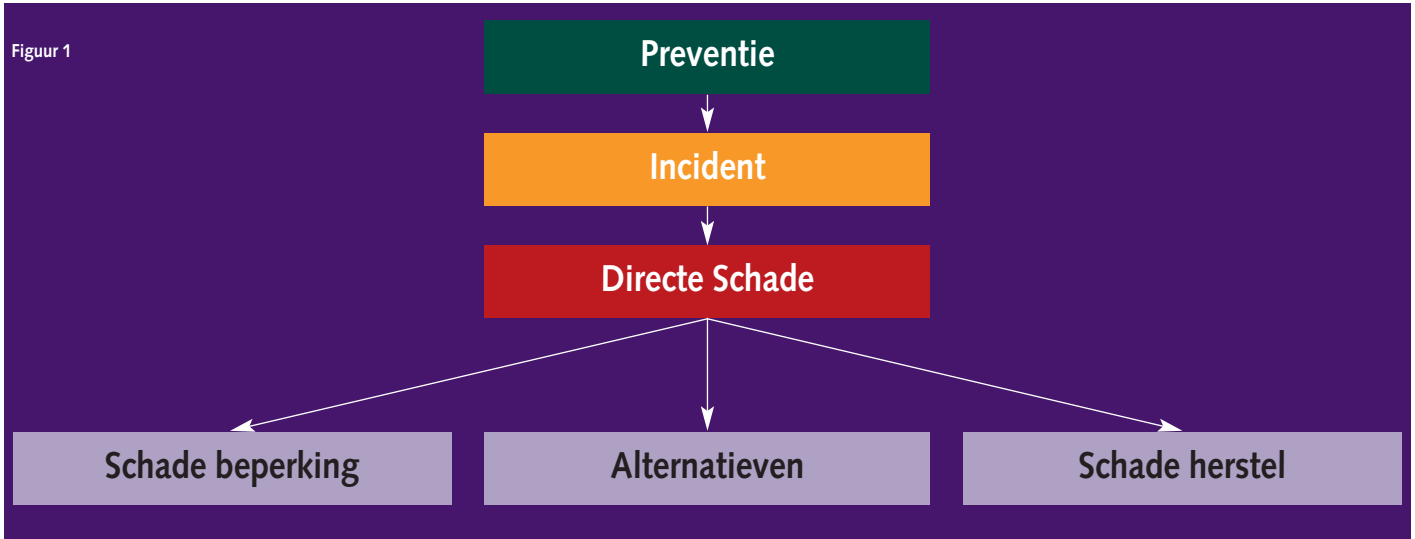 Figuur 1
Preventie
Incident
Directe Schade
Schade beperking
Alternatieven
Schade herstel